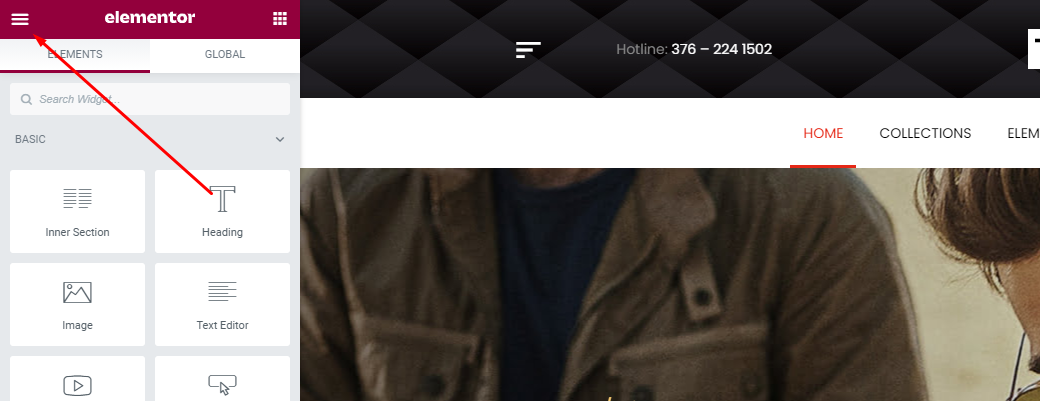 elementor
ELEMENTS
GLOBAL
Search Widget...
BASIC
Inner Section
Heading
Image
Text Editor
Hotline: 376 – 224 1502
HOME
COLLECTIONS
ELEM